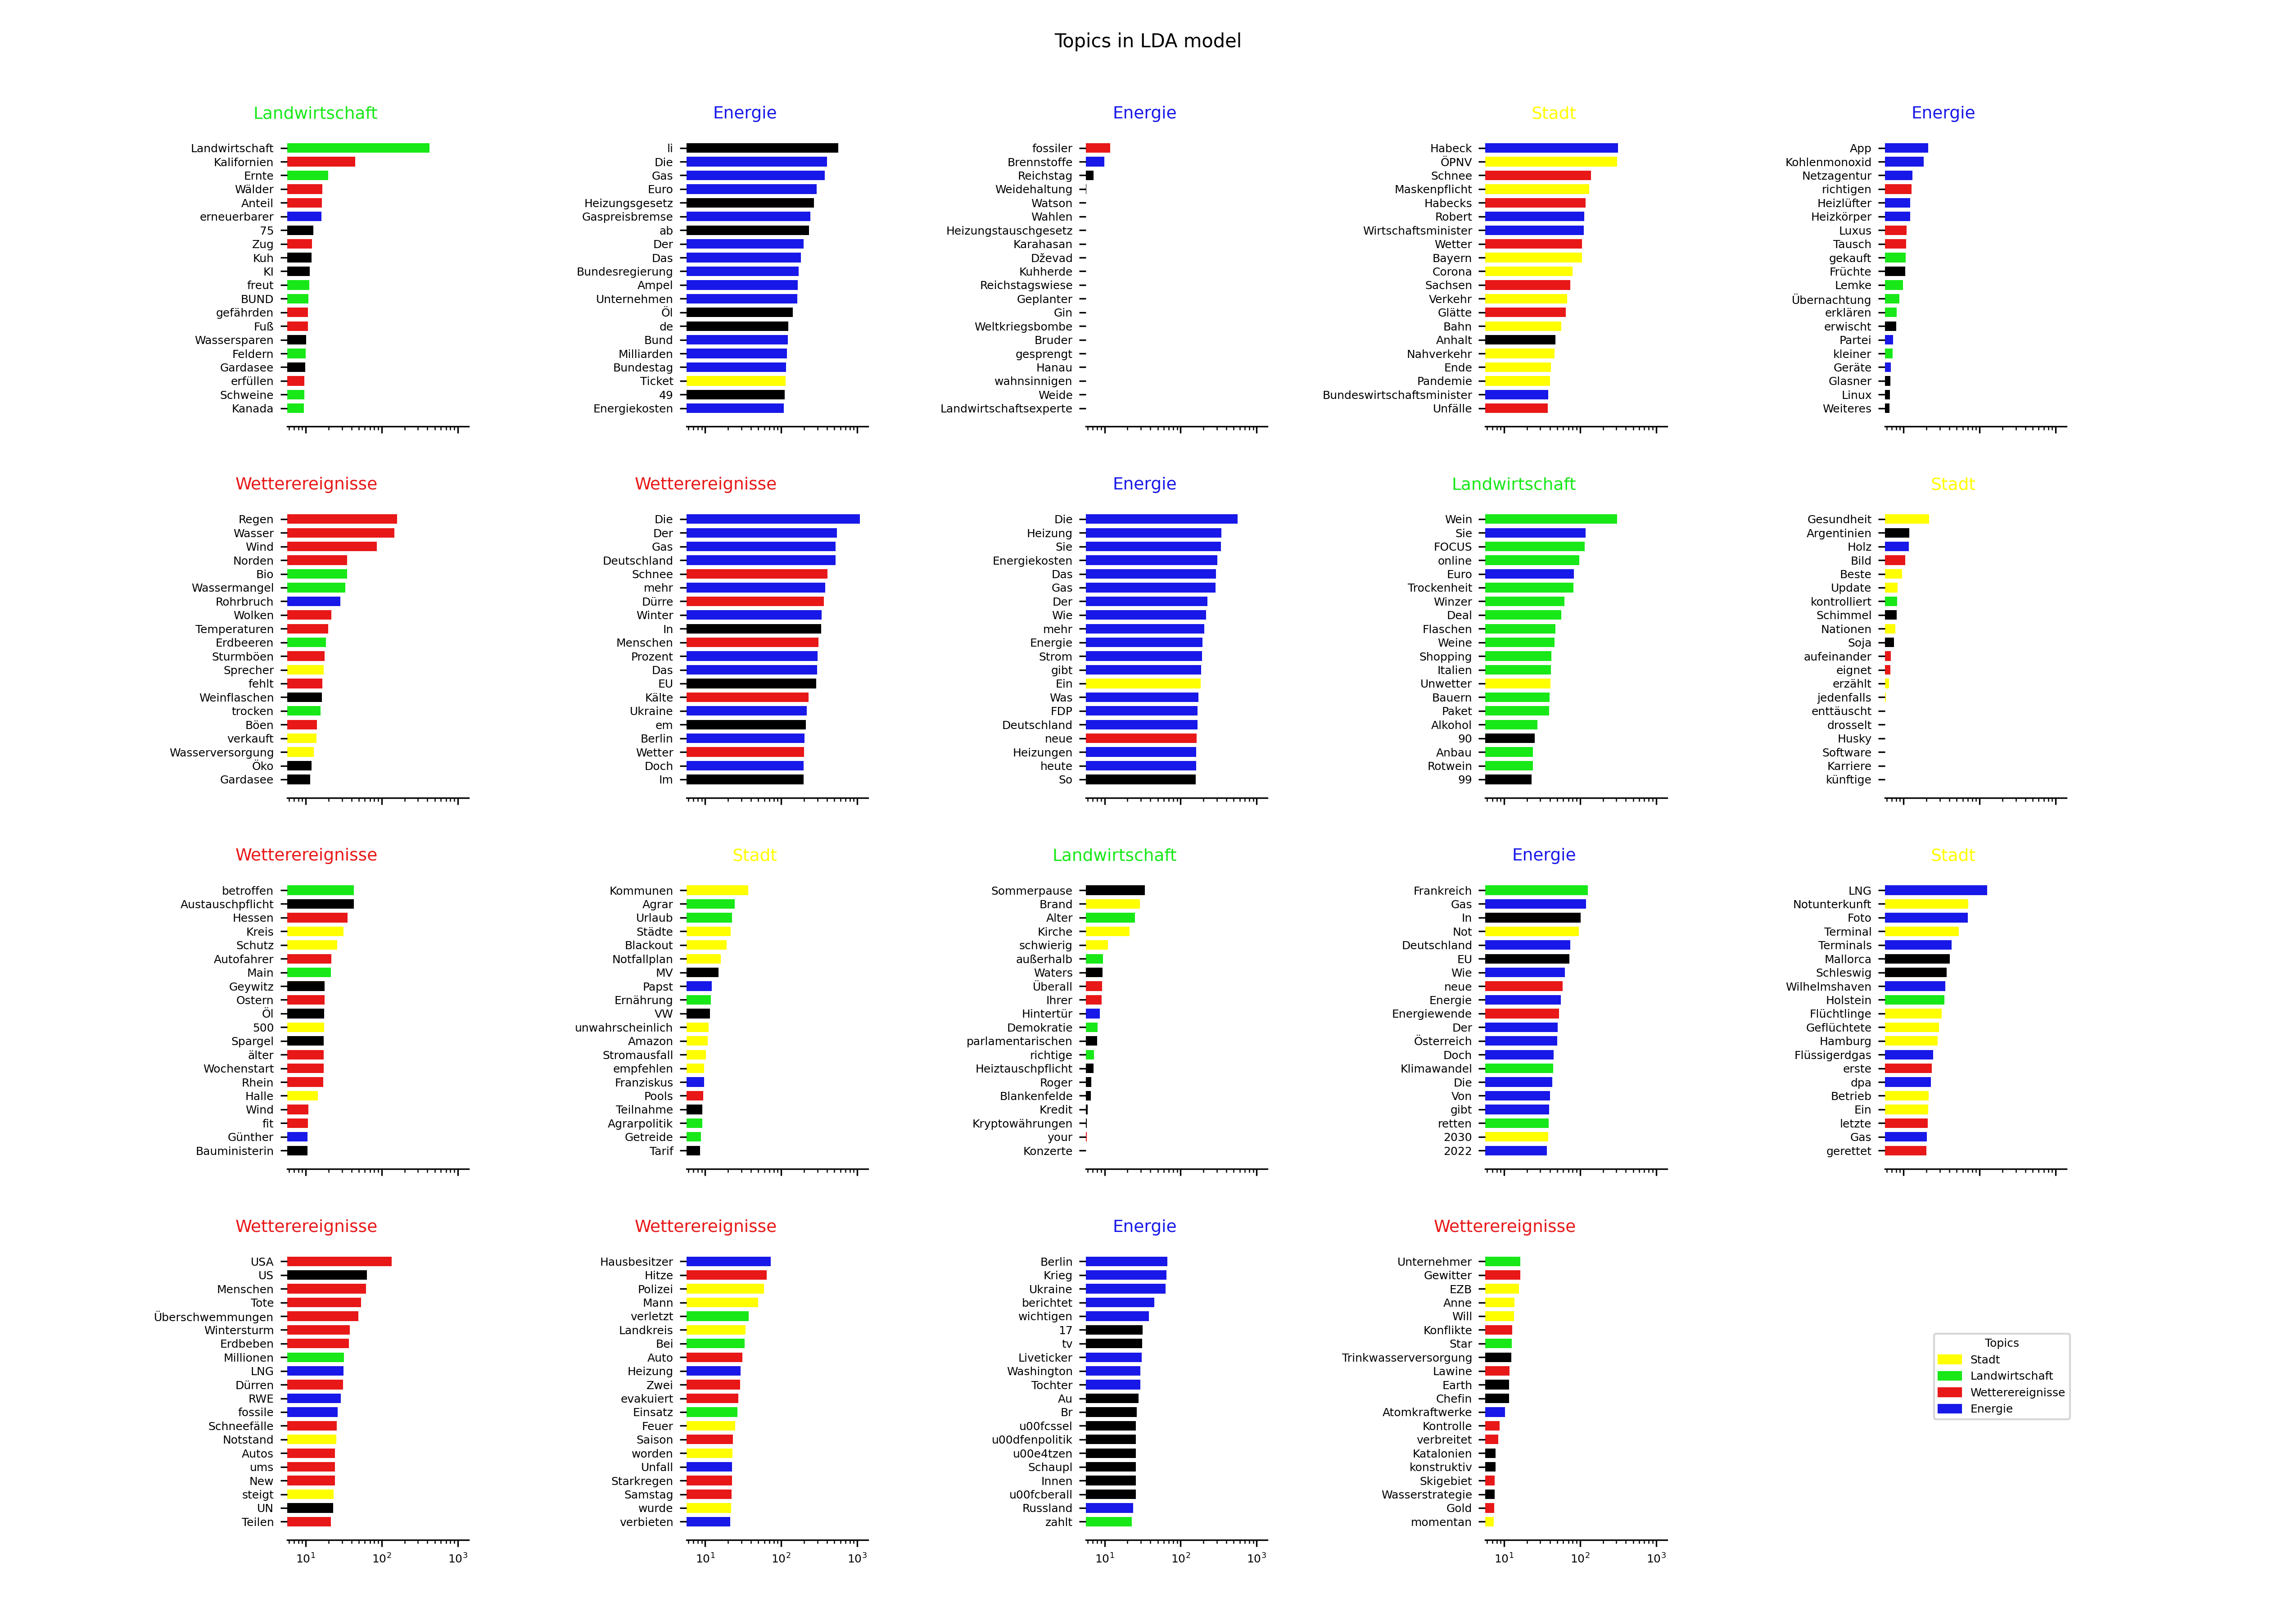 Topics in LDA model
Landwirtschaft
Landwirtschaft
Kalifornien
Ernte
Wälder
Anteil
erneuerbarer
75
Zug
Kuh
KI
freut
BUND
gefährden
Fuß
Wassersparen
Feldern
Gardasee
erfüllen
Schweine
Kanada
Energie
li
Die
Gas
Euro
Heizungsgesetz
Gaspreisbremse
ab
Der
Das
Bundesregierung
Ampel
Unternehmen
Öl
de
Bund
Milliarden
Bundestag
Ticket
49
Energiekosten
Energie
fossiler
Brennstoffe
Reichstag
Weidehaltung
Watson
Wahlen
Heizungstauschgesetz
Karahasan
Dževad
Kuhherde
Reichstagswiese
Geplanter
Gin
Weltkriegsbombe
Bruder
gesprengt
Hanau
wahnsinnigen
Weide
Landwirtschaftsexperte
Stadt
Habeck
ÖPNV
Schnee
Maskenpflicht
Habecks
Robert
Wirtschaftsminister
Wetter
Bayern
Corona
Sachsen
Verkehr
Glätte
Bahn
Anhalt
Nahverkehr
Ende
Pandemie
Bundeswirtschaftsminister
Unfälle
Energie
App
Kohlenmonoxid
Netzagentur
richtigen
Heizlüfter
Heizkörper
Luxus
Tausch
gekauft
Früchte
Lemke
Übernachtung
erklären
erwischt
Partei
kleiner
Geräte
Glasner
Linux
Weiteres
Wetterereignisse
Regen
Wasser
Wind
Norden
Bio
Wassermangel
Rohrbruch
Wolken
Temperaturen
Erdbeeren
Sturmböen
Sprecher
fehlt
Weinflaschen
trocken
Böen
verkauft
Wasserversorgung
Öko
Gardasee
Wetterereignisse
Die
Der
Gas
Deutschland
Schnee
mehr
Dürre
Winter
In
Menschen
Prozent
Das
EU
Kälte
Ukraine
em
Berlin
Wetter
Doch
Im
Energie
Die
Heizung
Sie
Energiekosten
Das
Gas
Der
Wie
mehr
Energie
Strom
gibt
Ein
Was
FDP
Deutschland
neue
Heizungen
heute
So
Landwirtschaft
Wein
Sie
FOCUS
online
Euro
Trockenheit
Winzer
Deal
Flaschen
Weine
Shopping
Italien
Unwetter
Bauern
Paket
Alkohol
90
Anbau
Rotwein
99
Stadt
Gesundheit
Argentinien
Holz
Bild
Beste
Update
kontrolliert
Schimmel
Nationen
Soja
aufeinander
eignet
erzählt
jedenfalls
enttäuscht
drosselt
Husky
Software
Karriere
künftige
Wetterereignisse
betroffen
Austauschpflicht
Hessen
Kreis
Schutz
Autofahrer
Main
Geywitz
Ostern
Öl
500
Spargel
älter
Wochenstart
Rhein
Halle
Wind
fit
Günther
Bauministerin
Stadt
Kommunen
Agrar
Urlaub
Städte
Blackout
Notfallplan
MV
Papst
Ernährung
VW
unwahrscheinlich
Amazon
Stromausfall
empfehlen
Franziskus
Pools
Teilnahme
Agrarpolitik
Getreide
Tarif
Landwirtschaft
Sommerpause
Brand
Alter
Kirche
schwierig
außerhalb
Waters
Überall
Ihrer
Hintertür
Demokratie
parlamentarischen
richtige
Heiztauschpflicht
Roger
Blankenfelde
Kredit
Kryptowährungen
your
Konzerte
Energie
Frankreich
Gas
In
Not
Deutschland
EU
Wie
neue
Energie
Energiewende
Der
Österreich
Doch
Klimawandel
Die
Von
gibt
retten
2030
2022
Stadt
LNG
Notunterkunft
Foto
Terminal
Terminals
Mallorca
Schleswig
Wilhelmshaven
Holstein
Flüchtlinge
Geflüchtete
Hamburg
Flüssigerdgas
erste
dpa
Betrieb
Ein
letzte
Gas
gerettet
Wetterereignisse
USA
US
Menschen
Tote
Überschwemmungen
Wintersturm
Erdbeben
Millionen
LNG
Dürren
RWE
fossile
Schneefälle
Notstand
Autos
ums
New
steigt
UN
Teilen
10¹ 10² 10³
Wetterereignisse
Hausbesitzer
Hitze
Polizei
Mann
verletzt
Landkreis
Bei
Auto
Heizung
Zwei
evakuiert
Einsatz
Feuer
Saison
worden
Unfall
Starkregen
Samstag
wurde
verbieten
10¹ 10² 10³
Energie
Berlin
Krieg
Ukraine
berichtet
wichtigen
17
tv
Liveticker
Washington
Tochter
Au
Br
u00fcssel
u00dfenpolitik
u00e4tzen
Schaupl
Innen
u00fcberall
Russland
zahlt
10¹ 10² 10³
Wetterereignisse
Unternehmer
Gewitter
EZB
Anne
Will
Konflikte
Star
Trinkwasserversorgung
Lawine
Earth
Chefin
Atomkraftwerke
Kontrolle
verbreitet
Katalonien
konstruktiv
Skigebiet
Wasserstrategie
Gold
momentan
10¹ 10² 10³
Topics
Stadt
Landwirtschaft
Wetterereignisse
Energie